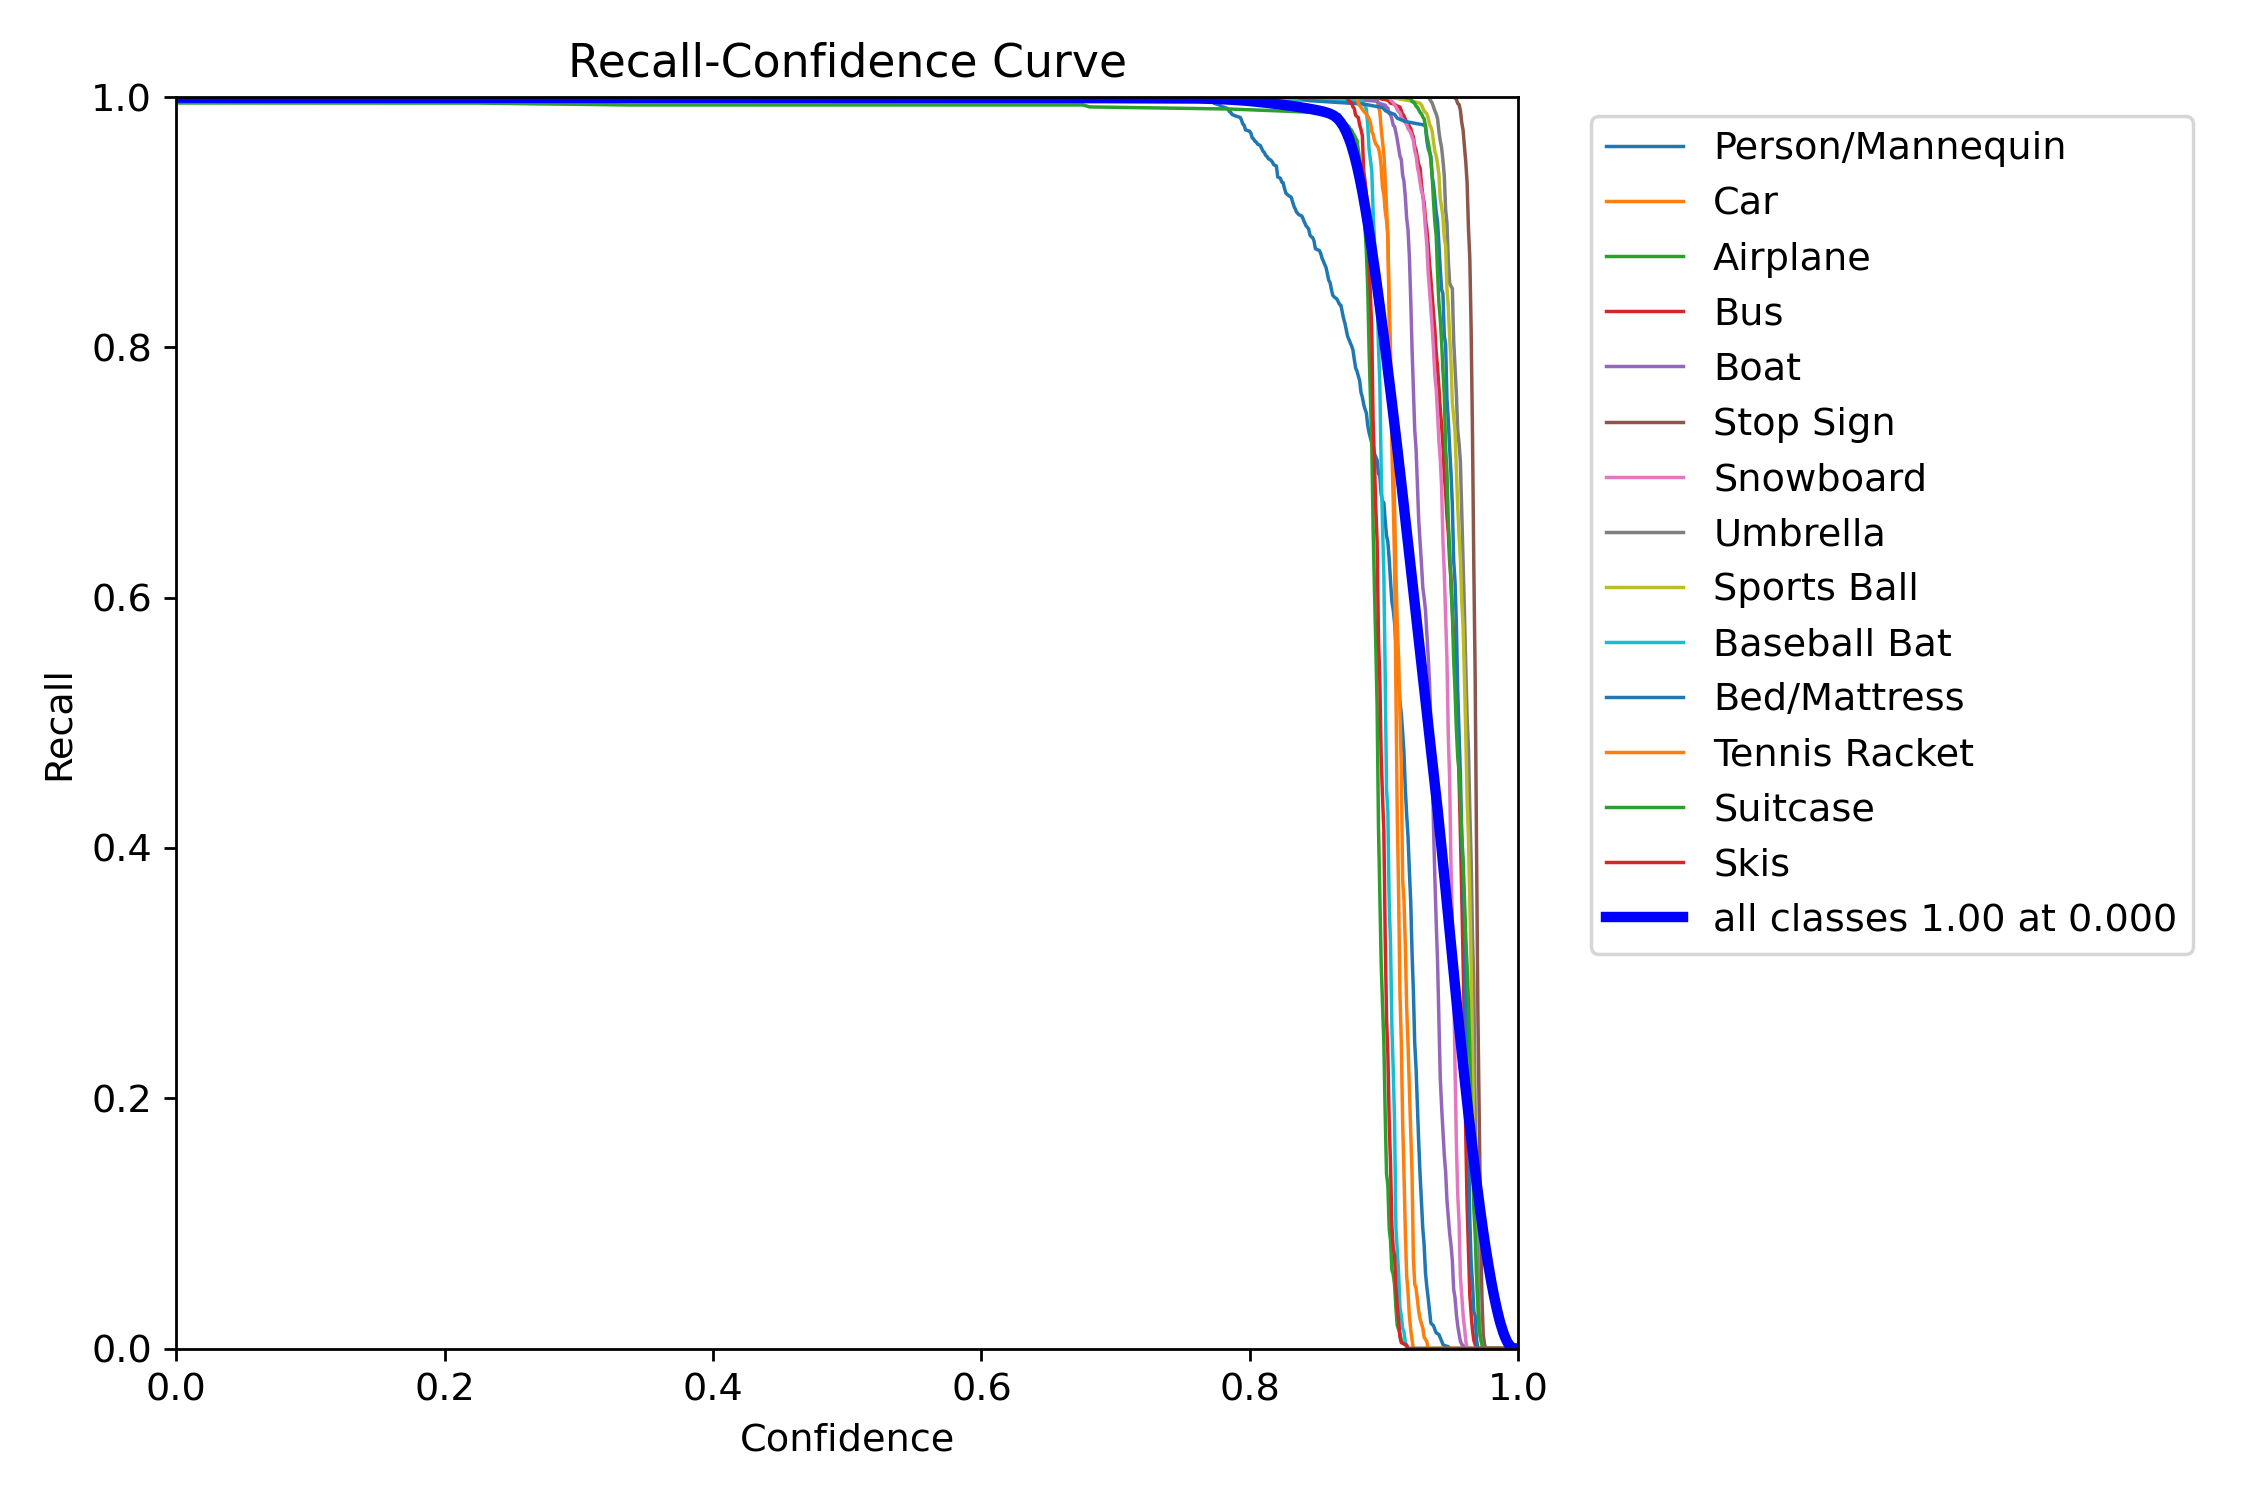 Recall-Confidence Curve
1.0
0.8
0.6
0.4
0.2
0.0
Recall
0.0 0.2 0.4 0.6 0.8 1.0
Confidence
Person/Mannequin
Car
Airplane
Bus
Boat
Stop Sign
Snowboard
Umbrella
Sports Ball
Baseball Bat
Bed/Mattress
Tennis Racket
Suitcase
Skis
all classes 1.00 at 0.000